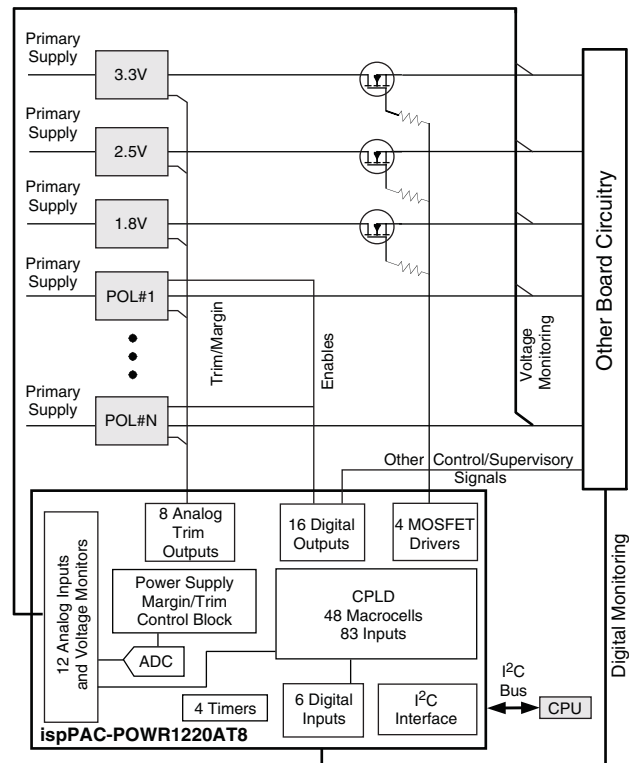 Primary
Supply
3.3V
Primary
Supply
2.5V
Primary
Supply
1.8V
Primary
Supply
POL#1
Primary
Supply
POL#N
Trim/Margin
Enables
Voltage
Monitoring
Other Board Circuitry
Other Control/Supervisory
Signals
Digital Monitoring
12 Analog Inputs
and Voltage Monitors
8 Analog
Trim
Outputs
16 Digital
Outputs
4 MOSFET
Drivers
Power Supply
Margin/Trim
Control Block
ADC
CPLD
48 Macrocells
83 Inputs
4 Timers
6 Digital
Inputs
I²C
Interface
I²C
Bus
CPU
ispPAC-POWR1220AT8